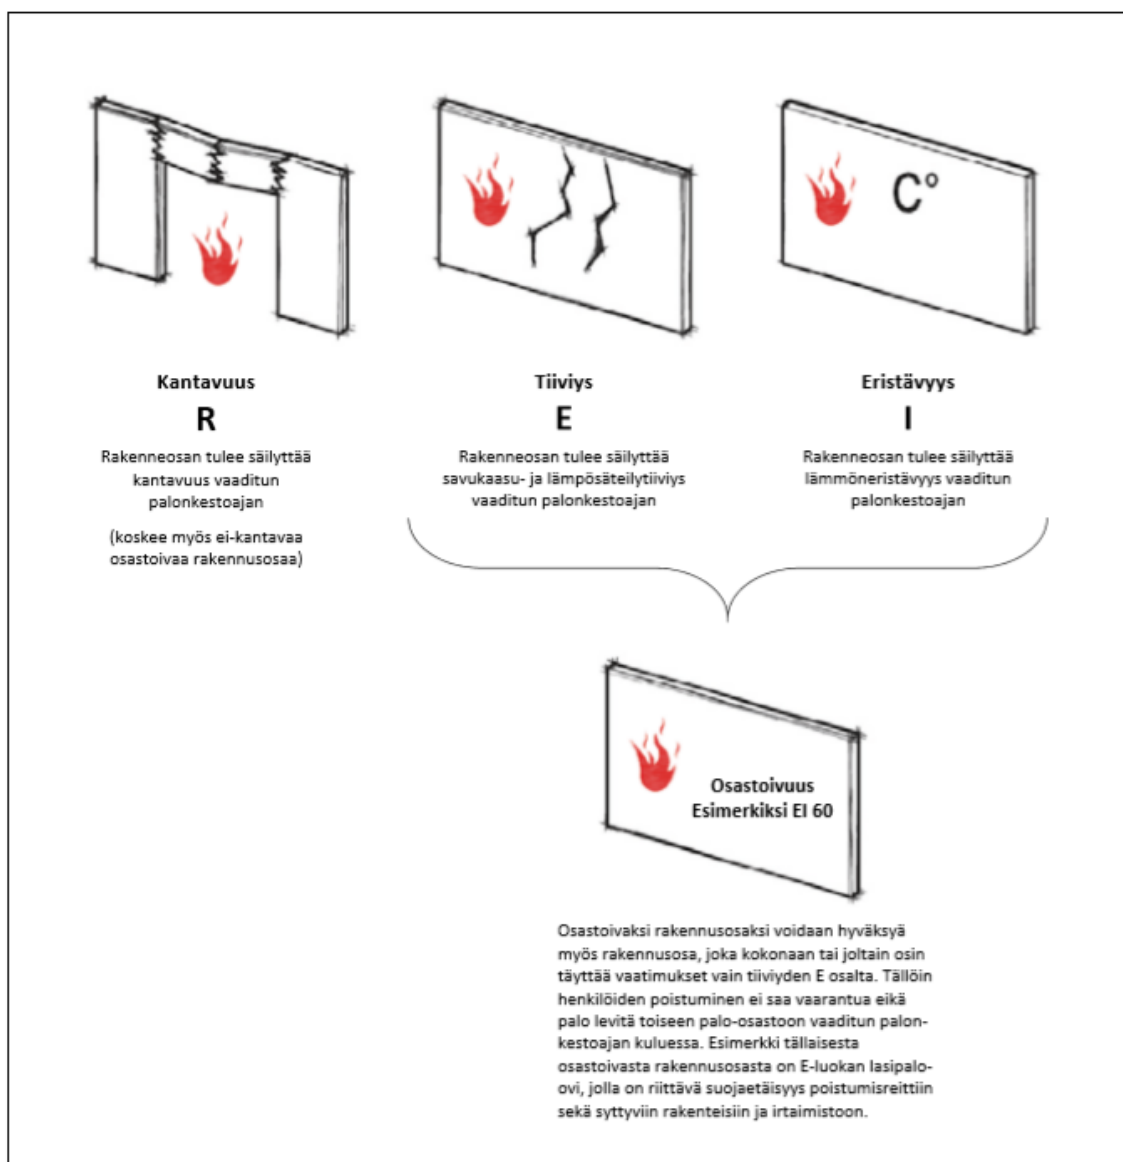 C°
Kantavuus
R
Rakenneosan tulee säilyttää
kantavuus vaaditun
palonkestoajan
(koskee myös ei-kantavaa
osastoivaa rakennusosaa)
Tiiviys
E
Rakenneosan tulee säilyttää
savukaasu- ja lämpösäteilytiiviys
vaaditun palonkestoajan
Eristävyys
I
Rakenneosan tulee säilyttää
lämmöneristävyys vaaditun
palonkestoajan
Osastoivuus
Esimerkiksi EI 60
Osastoivaksi rakennusosaksi voidaan hyväksyä
myös rakennusosa, joka kokonaan tai joltain osin
täyttää vaatimukset vain tiiviyden E osalta. Tällöin
henkilöiden poistuminen ei saa vaarantua eikä
palo levitä toiseen palo-osastoon vaaditun palon-
kestoajan kuluessa. Esimerkki tällaisesta
osastoivasta rakennusosasta on E-luokan lasipalo-
ovi, jolla on riittävä suojaetäisyys poistumisreittiin
sekä syttyviin rakenteisiin ja irtaimistoon.